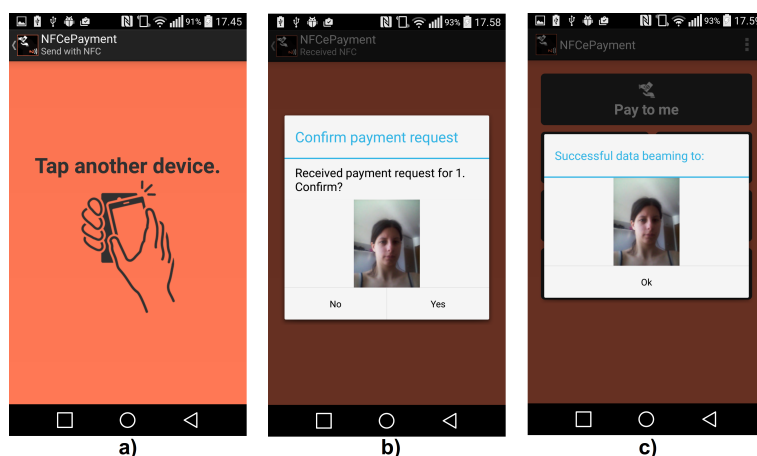 91% 17.45
NFCePayment
Send with NFC
Tap another device.
a)
93% 17.58
NFCePayment
Received NFC
Confirm payment request
Received payment request for 1.
Confirm?
No Yes
b)
93% 17.59
NFCePayment
Pay to me
Successful data beaming to:
Ok
c)